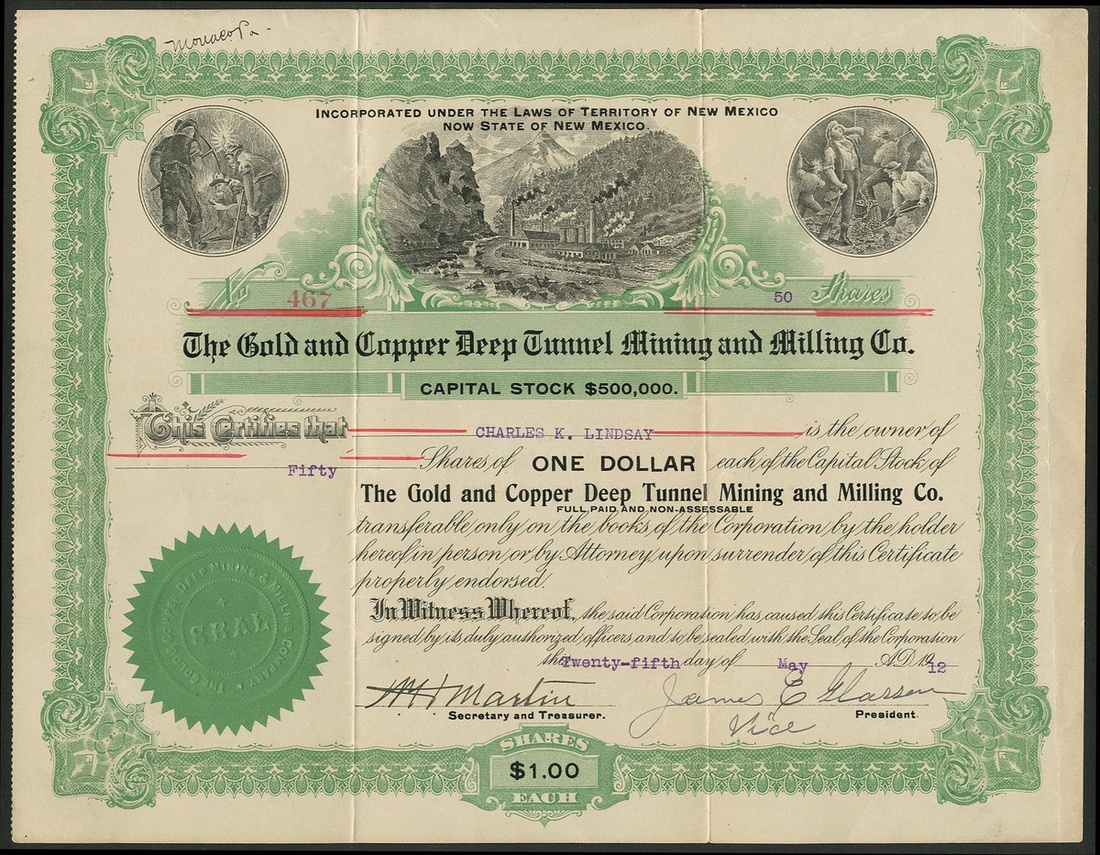 Monaco Pa -
INCORPORATED UNDER THE LAWS OF TERRITORY OF NEW MEXICO
NOW STATE OF NEW MEXICO.
No 467
50 Shares
The Gold and Copper Deep Tunnel Mining and Milling Co.
CAPITAL STOCK $500,000.
This Certifies that CHARLES K. LINDSAY is the owner of
Fifty Shares of ONE DOLLAR each of the Capital Stock of
The Gold and Copper Deep Tunnel Mining and Milling Co.
FULL PAID AND NON-ASSESSABLE
transferable only on the books of the Corporation by the holder
hereof in person or by Attorney upon surrender of this Certificate
properly endorsed.
In Witness Whereof, the said Corporation has caused this Certificate to be
signed by its duly authorized officers and to be sealed with the Seal of the Corporation
the Twenty-fifth day of May A.D. 1912
SEAL
M H Martin
James E Glassen
Secretary and Treasurer.
Vice President.
SHARES
$1.00
EACH